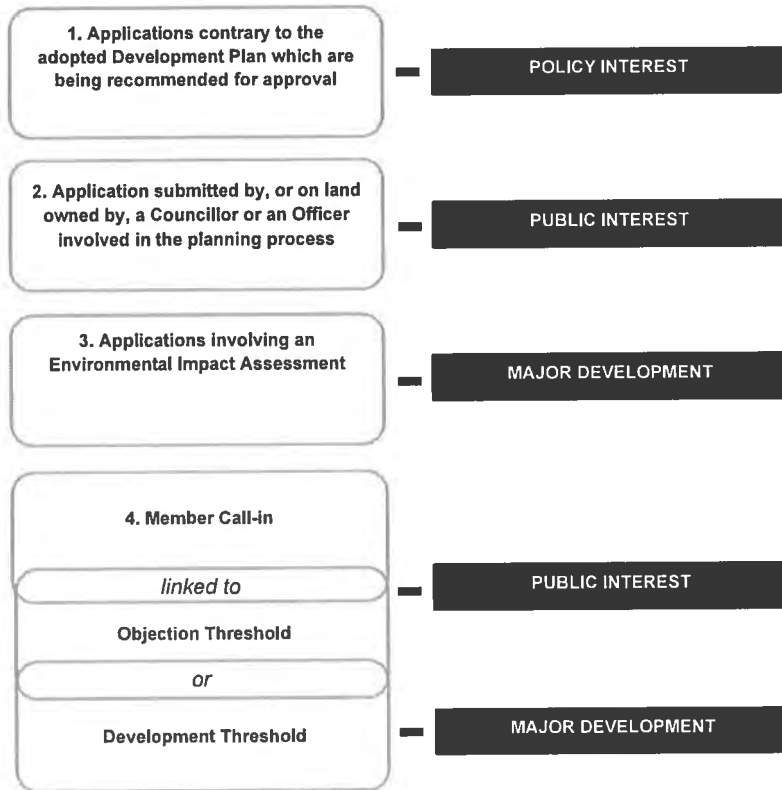 1. Applications contrary to the
adopted Development Plan which are
being recommended for approval
POLICY INTEREST
2. Application submitted by, or on land
owned by, a Councillor or an Officer
involved in the planning process
PUBLIC INTEREST
3. Applications involving an
Environmental Impact Assessment
MAJOR DEVELOPMENT
4. Member Call-in
linked to
PUBLIC INTEREST
Objection Threshold
or
Development Threshold
MAJOR DEVELOPMENT